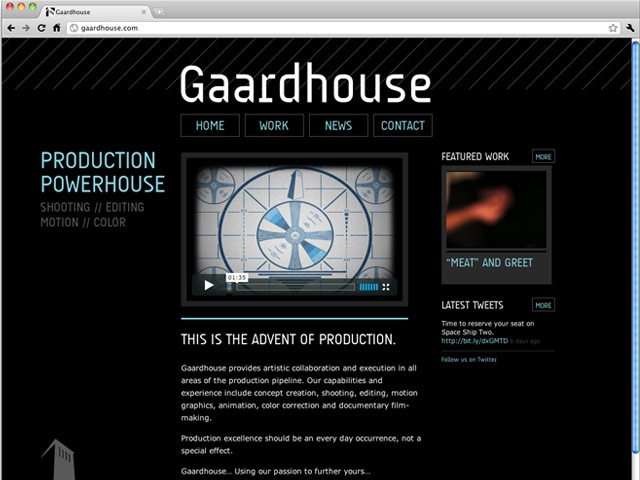 Gaardhouse
gaardhouse.com
Gaardhouse
HOME
WORK
NEWS
CONTACT
PRODUCTION
POWERHOUSE
SHOOTING // EDITING
MOTION // COLOR
01:35
THIS IS THE ADVENT OF PRODUCTION.
Gaardhouse provides artistic collaboration and execution in all
areas of the production pipeline. Our capabilities and
experience include concept creation, shooting, editing, motion
graphics, animation, color correction and documentary film-
making.
Production excellence should be an every day occurrence, not a
special effect.
Gaardhouse... Using our passion to further yours...
FEATURED WORK
MORE
“MEAT” AND GREET
LATEST TWEETS
MORE
Time to reserve your seat on
Space Ship Two.
http://bit.ly/dxGMTD 6 days ago
Follow us on Twitter